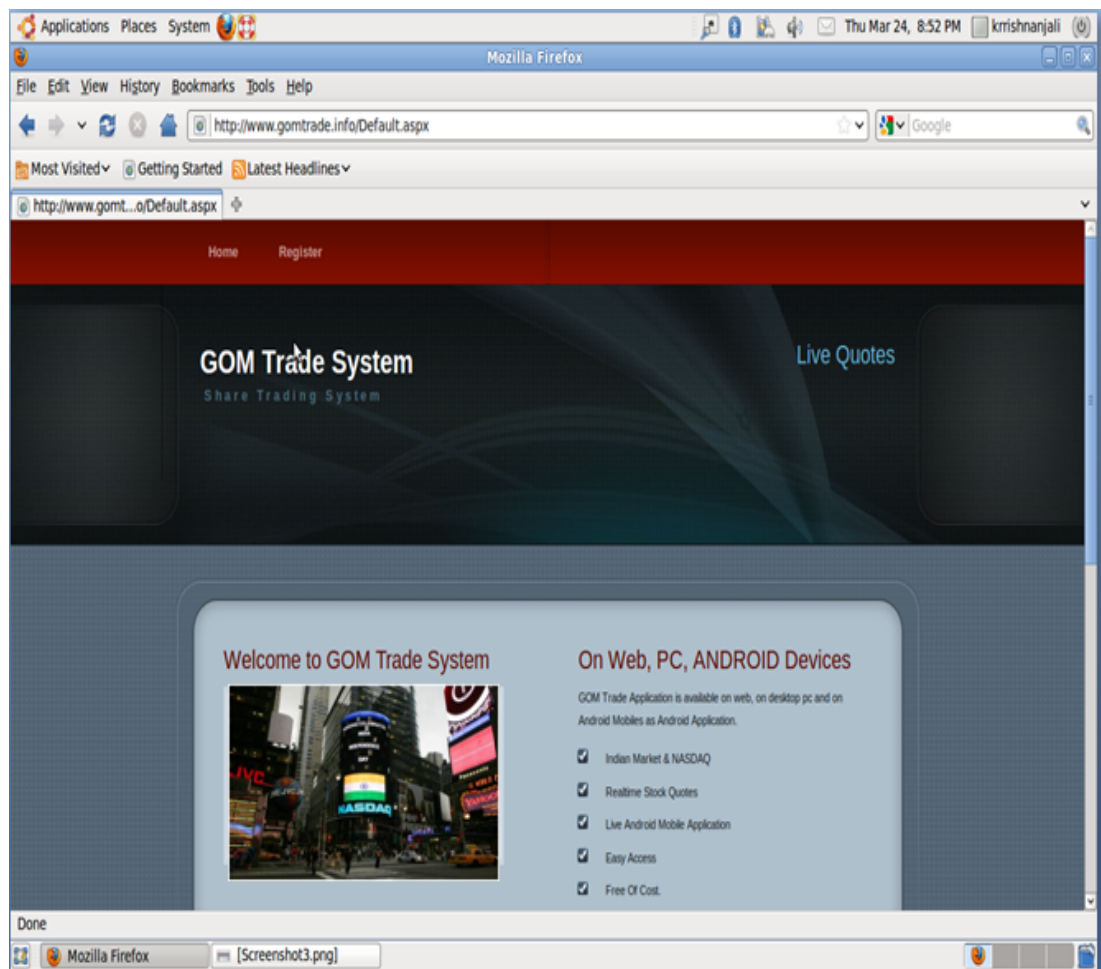 Applications Places System Thu Mar 24, 8:52 PM krrishnanjali
Mozilla Firefox
File Edit View History Bookmarks Tools Help
http://www.gomtrade.info/Default.aspx Google
Most Visited Getting Started Latest Headlines
http://www.gomt...o/Default.aspx
Home Register
GOM Trade System
Live Quotes
Share Trading System
Welcome to GOM Trade System
JVC
NASDAQ
On Web, PC, ANDROID Devices
GOM Trade Application is available on web, on desktop pc and on
Android Mobiles as Android Application.
Indian Market & NASDAQ
Realtime Stock Quotes
Live Android Mobile Application
Easy Access
Free Of Cost.
Done
Mozilla Firefox [Screenshot3.png]